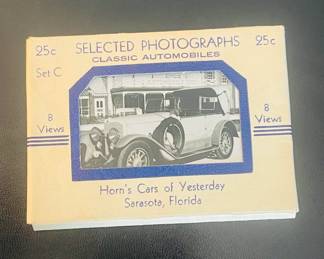 25c SELECTED PHOTOGRAPHS 25c
CLASSIC AUTOMOBILES
Set C
8 Views
8 Views
Horn's Cars of Yesterday
Sarasota, Florida